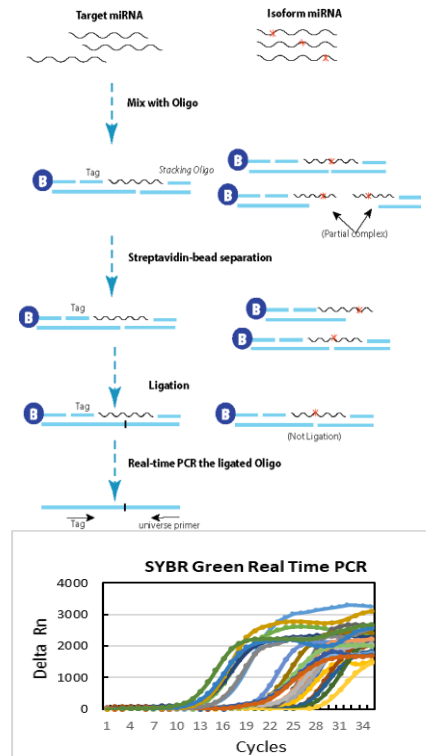 Target miRNA
Isoform miRNA
Mix with Oligo
Tag
Stacking Oligo
B
B
B
(Partial complex)
Streptavidin-bead separation
Tag
B
B
B
Ligation
Tag
B
B
(Not Ligation)
Real-time PCR the ligated Oligo
Tag
universe primer
SYBR Green Real Time PCR
4000
3000
2000
1000
0
Delta Rn
1 4 7 10 13 16 19 22 25 28 31 34
Cycles